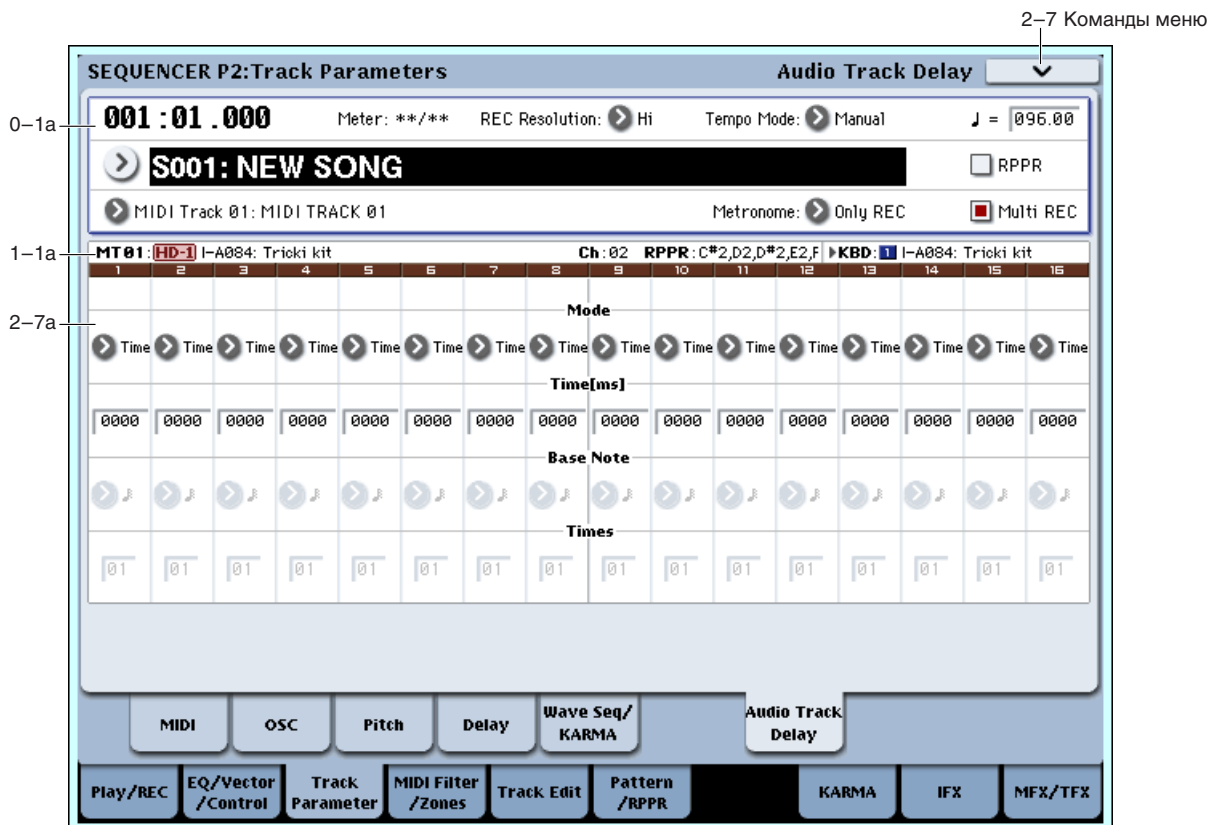 2–7 Команды меню
SEQUENCER P2:Track Parameters Audio Track Delay
0–1a
001:01.000 Meter: **/** REC Resolution: Hi Tempo Mode: Manual ♩ = 096.00
S001: NEW SONG RPPR
MIDI Track 01: MIDI TRACK 01 Metronome: Only REC Multi REC
1–1a
MT01: HD-1 I-A084: Tricki kit Ch:02 RPPR:C#2,D2,D#2,E2,F KBD: 1 I-A084: Tricki kit
1 2 3 4 5 6 7 8 9 10 11 12 13 14 15 16
2–7a
Mode
Time Time Time Time Time Time Time Time Time Time Time Time Time Time Time Time
Time[ms]
0000 0000 0000 0000 0000 0000 0000 0000 0000 0000 0000 0000 0000 0000 0000 0000
Base Note
Times
01 01 01 01 01 01 01 01 01 01 01 01 01 01 01 01
MIDI OSC Pitch Delay Wave Seq/ KARMA Audio Track Delay
Play/REC EQ/Vector /Control Track Parameter MIDI Filter /Zones Track Edit Pattern /RPPR KARMA IFX MFX/TFX